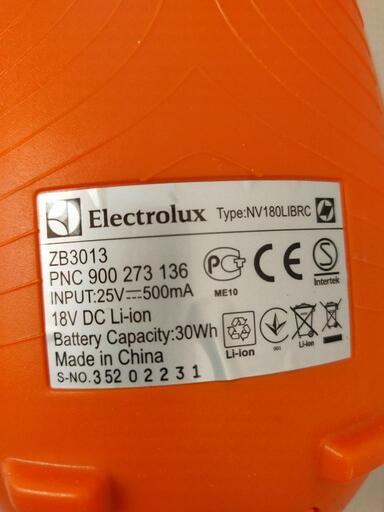 Electrolux Type:NV180LIBRC
ZB3013
PNC 900 273 136
INPUT:25V⎓500mA
ME10
Intertek
18V DC Li-ion
Battery Capacity:30Wh
Li-ion
Li-ion
Made in China
S-NO. 35202231